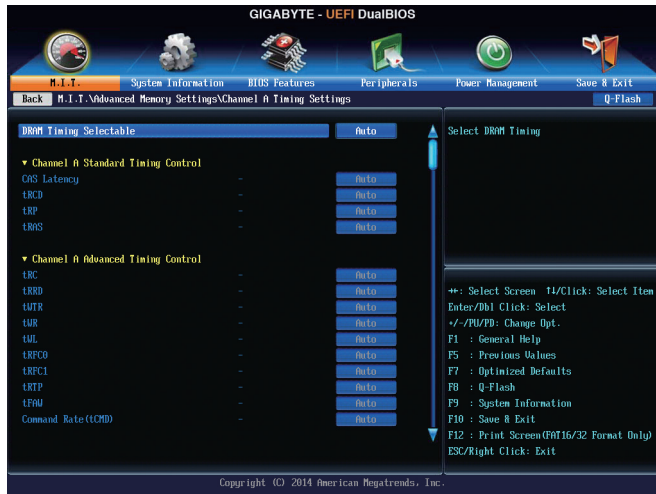 GIGABYTE - UEFI DualBIOS
M.I.T.
System Information
BIOS Features
Peripherals
Power Management
Save & Exit
Back M.I.T.\Advanced Memory Settings\Channel A Timing Settings Q-Flash
DRAM Timing Selectable Auto
▼ Channel A Standard Timing Control
CAS Latency - Auto
tRCD - Auto
tRP - Auto
tRAS - Auto
▼ Channel A Advanced Timing Control
tRC - Auto
tRRD - Auto
tWTR - Auto
tWR - Auto
tWL - Auto
tRFC0 - Auto
tRFC1 - Auto
tRTP - Auto
tFAW - Auto
Command Rate(tCMD) - Auto
Select DRAM Timing
→←: Select Screen ↑↓/Click: Select Item
Enter/Dbl Click: Select
+/-/PU/PD: Change Opt.
F1 : General Help
F5 : Previous Values
F7 : Optimized Defaults
F8 : Q-Flash
F9 : System Information
F10 : Save & Exit
F12 : Print Screen(FAT16/32 Format Only)
ESC/Right Click: Exit
Copyright (C) 2014 American Megatrends, Inc.